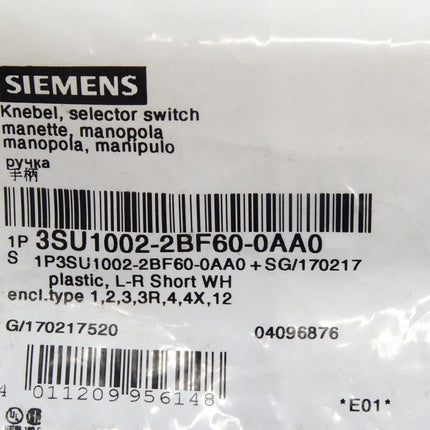 SIEMENS
Knebel, selector switch
manette, manopola
manopola, manipulo
ручка
手柄
1P 3SU1002-2BF60-0AA0
S 1P3SU1002-2BF60-0AA0 + SG/170217
plastic, L-R Short WH
encl.type 1,2,3,3R,4,4X,12
G/170217520 04096876
4 011209 956148
*E01*